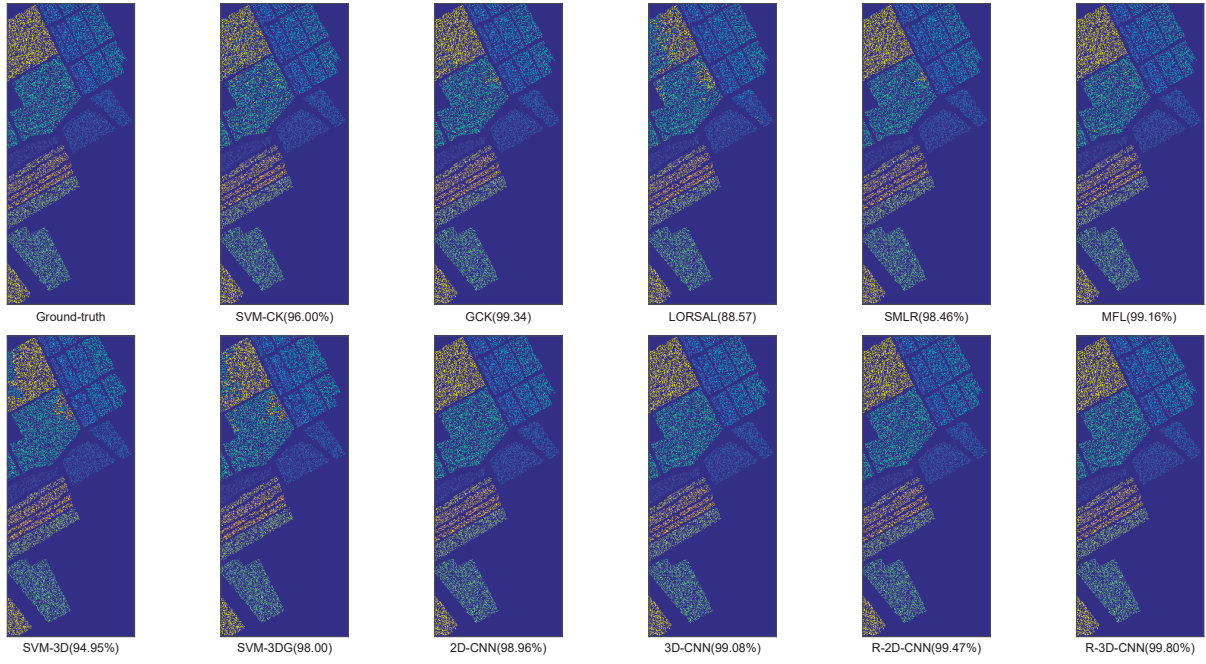 Ground-truth
SVM-CK(96.00%)
GCK(99.34)
LORSAL(88.57)
SMLR(98.46%)
MFL(99.16%)
SVM-3D(94.95%)
SVM-3DG(98.00)
2D-CNN(98.96%)
3D-CNN(99.08%)
R-2D-CNN(99.47%)
R-3D-CNN(99.80%)